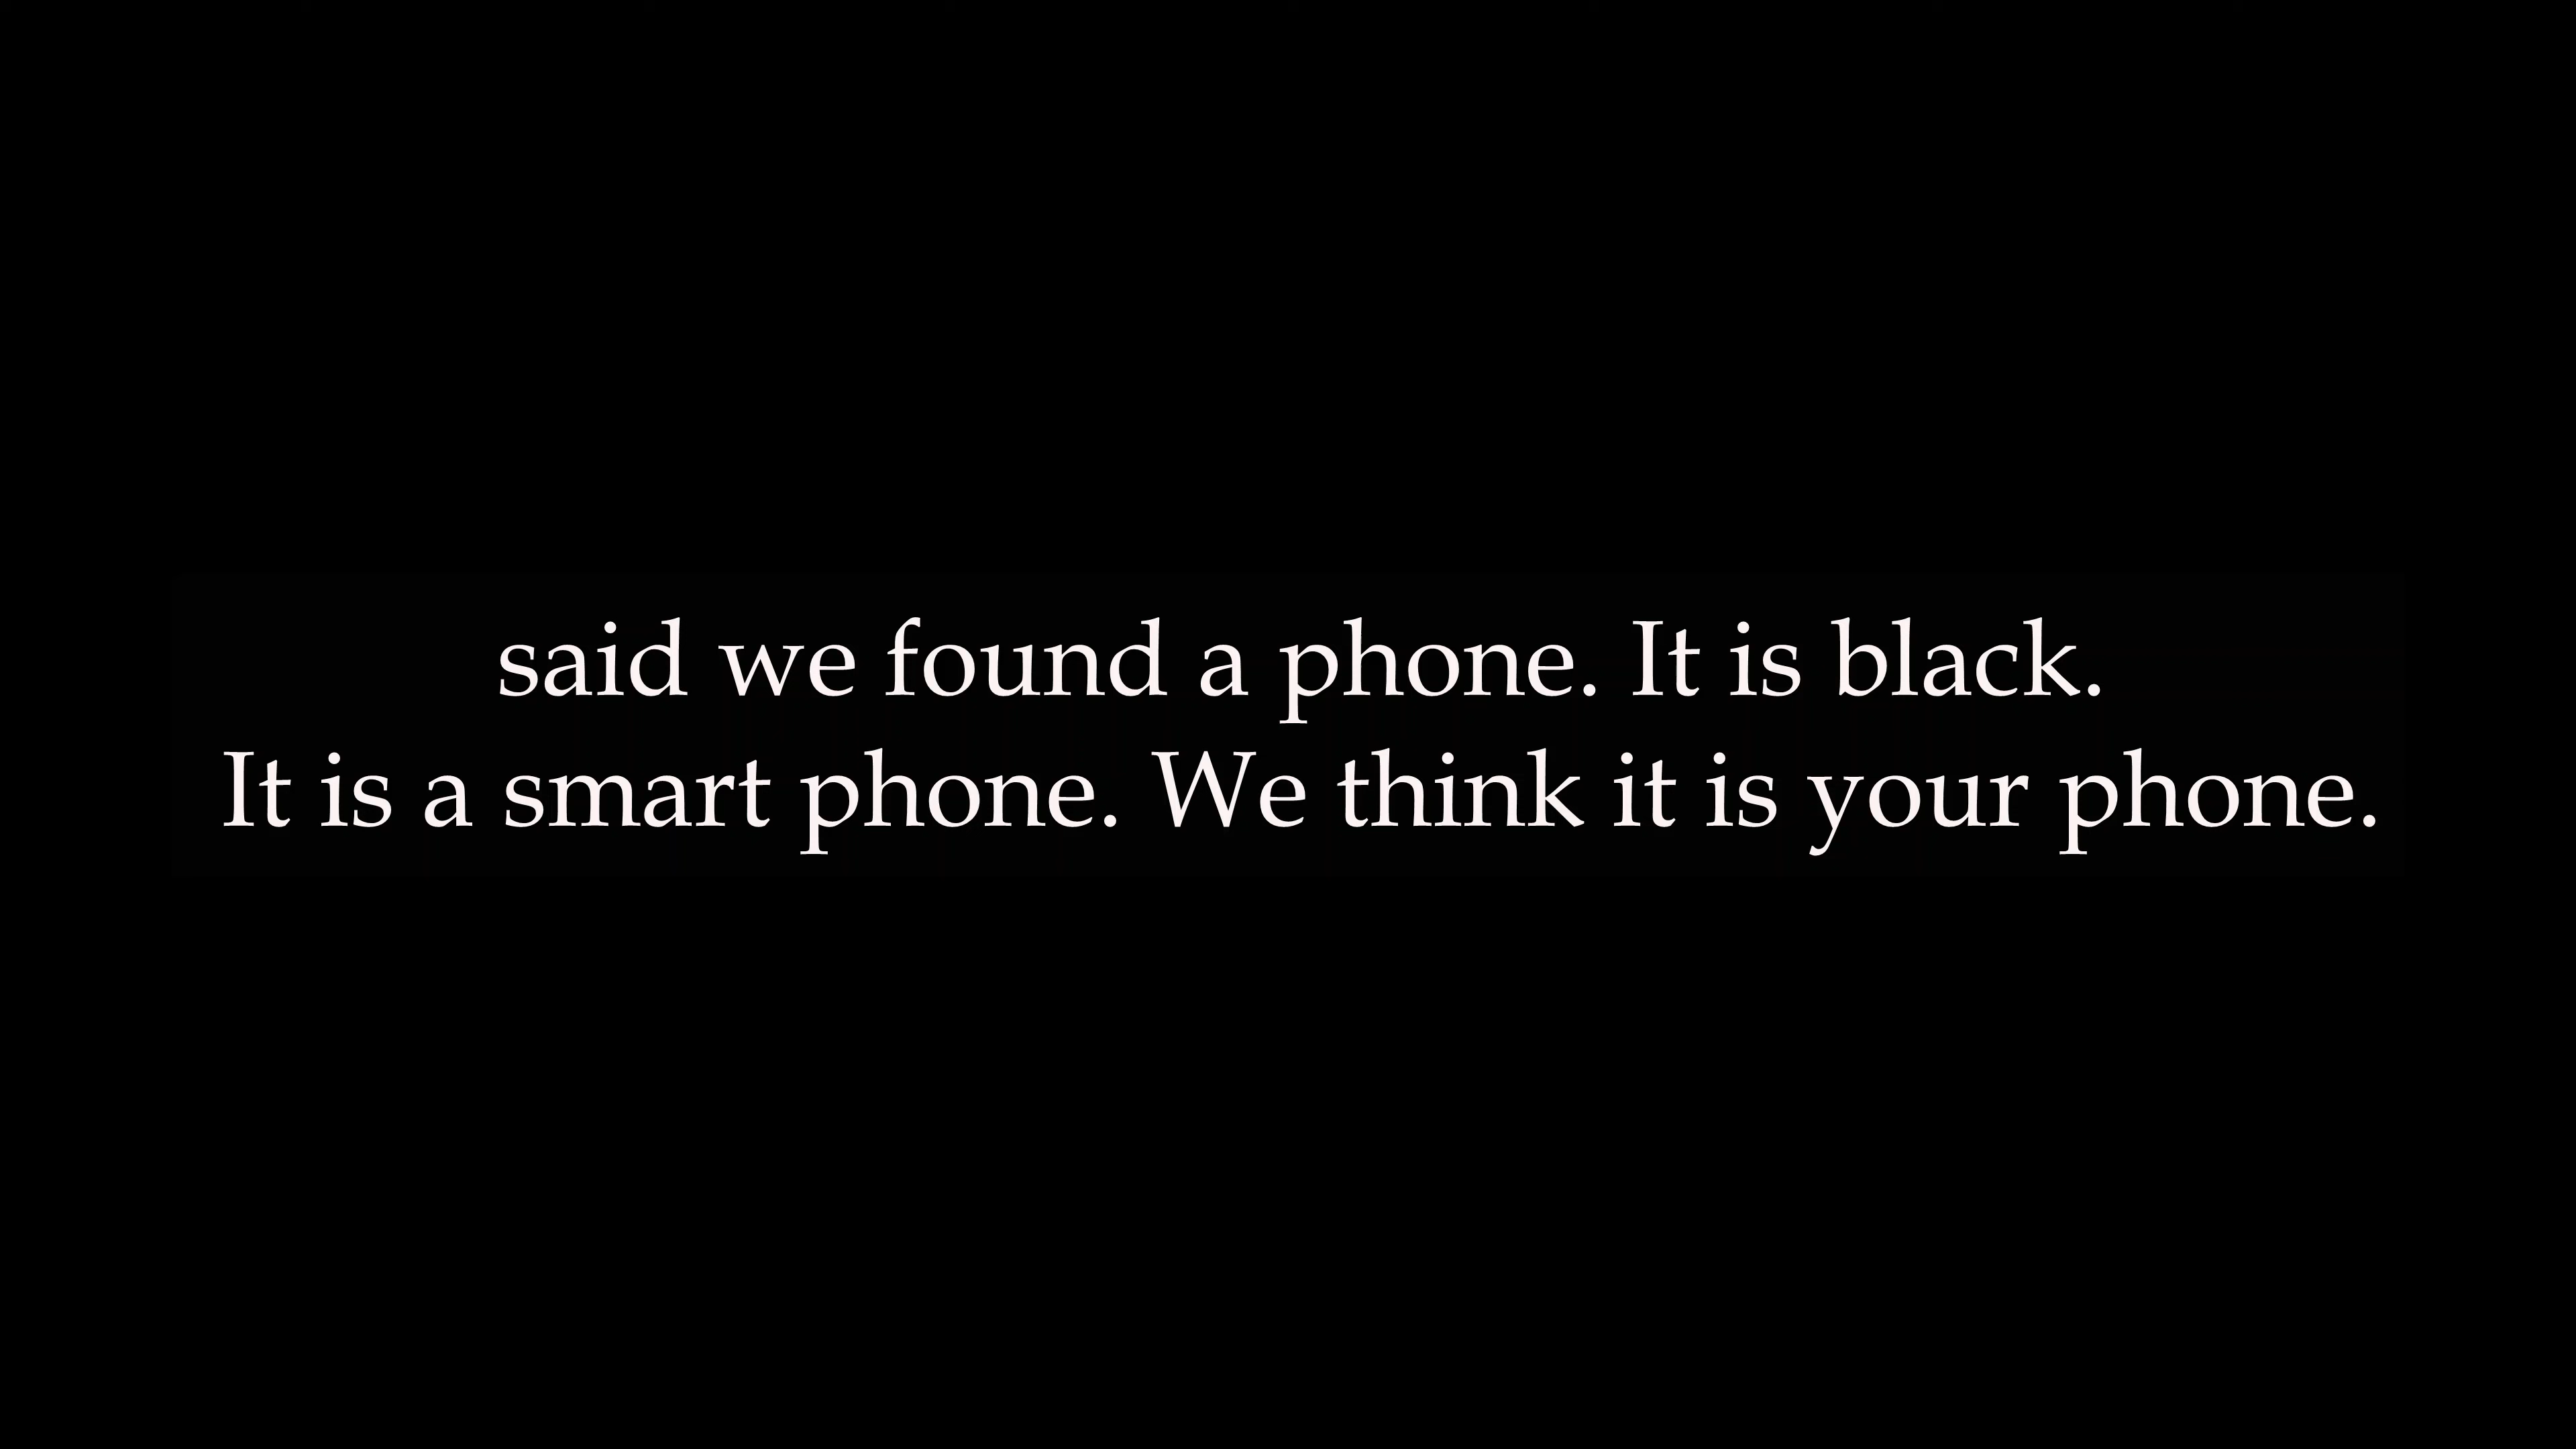 said we found a phone. It is black.
It is a smart phone. We think it is your phone.